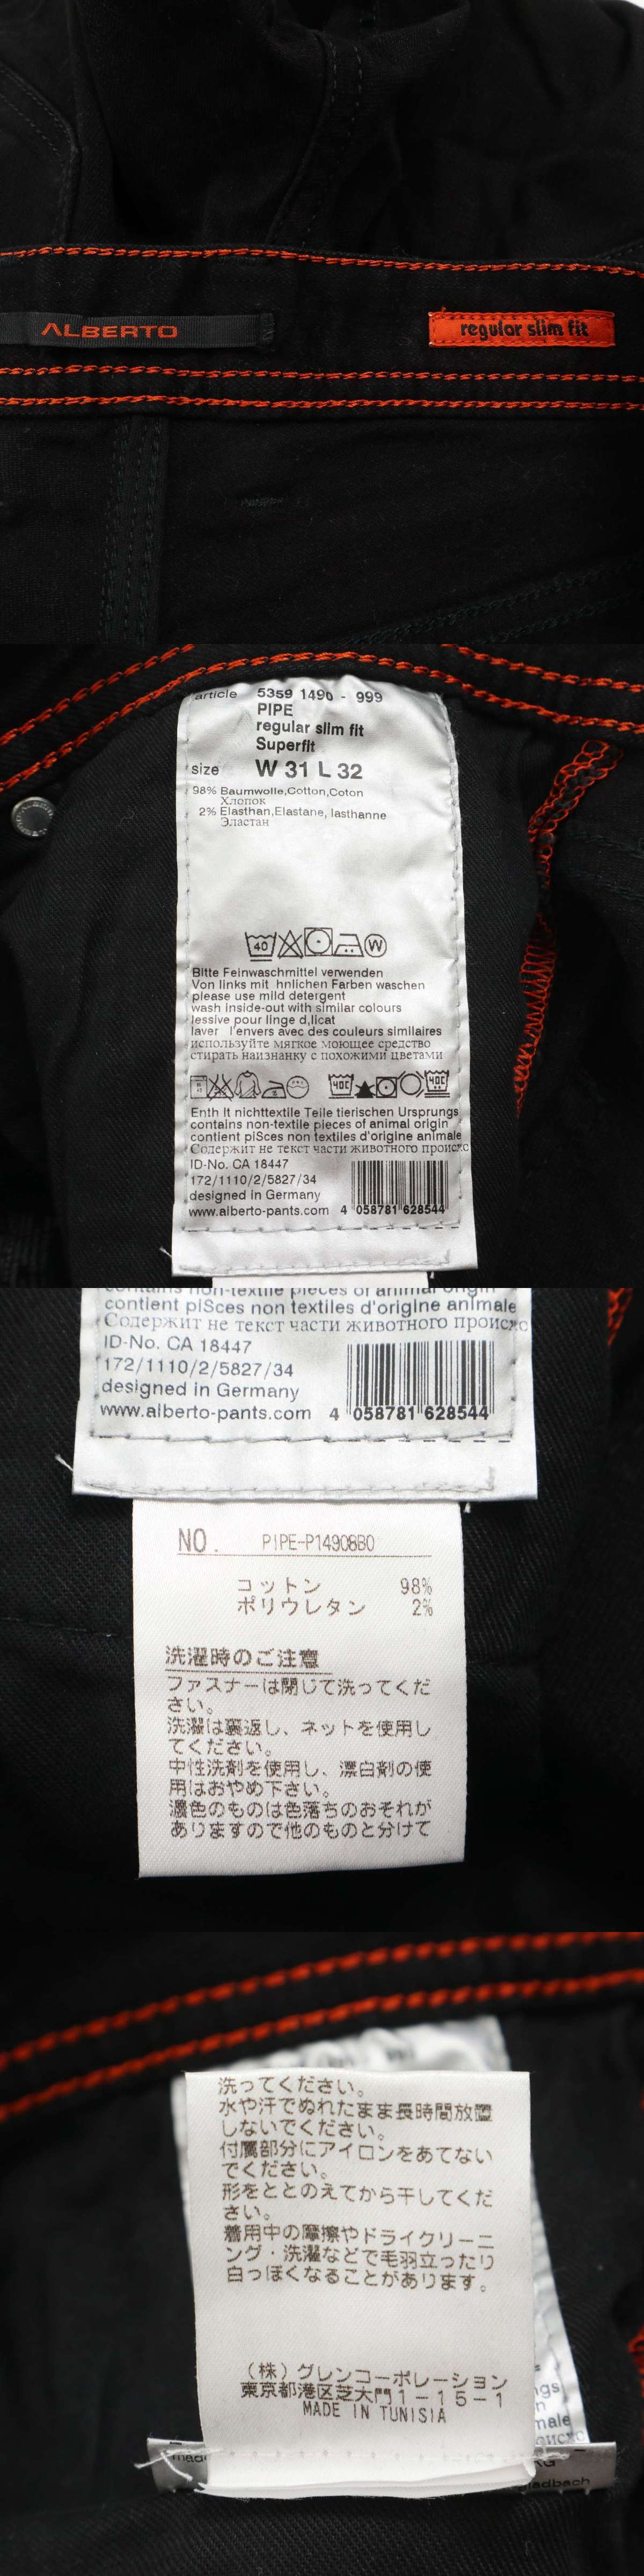 ALBERTO
regular slim fit
article 5359 1490 - 999
PIPE
regular slim fit
Superfit
size W 31 L 32
98% Baumwolle,Cotton,Coton
Хлопок
2% Elasthan,Elastane, lasthanne
Эластан
40 W
Bitte Feinwaschmittel verwenden
Von links mit hnlichen Farben waschen
please use mild detergent
wash inside-out with similar colours
lessive pour linge d,licat
laver l'envers avec des couleurs similaires
используйте мягкое моющее средство
стирать наизнанку с похожими цветами
40C 40C
Enth lt nichttextile Teile tierischen Ursprungs
contains non-textile pieces of animal origin
contient piSces non textiles d'origine animale
Содержит не текст части животного происхс
ID-No. CA 18447
172/1110/2/5827/34
designed in Germany
www.alberto-pants.com 4 058781 628544
contains non-textile pieces of animal origin
contient piSces non textiles d'origine animale
Содержит не текст части животного происхс
ID-No. CA 18447
172/1110/2/5827/34
designed in Germany
www.alberto-pants.com 4 058781 628544
NO. PIPE-P14908BO
コットン 98%
ポリウレタン 2%
洗濯時のご注意
ファスナーは閉じて洗ってくだ
さい。
洗濯は裏返し、ネットを使用し
てください。
中性洗剤を使用し、漂白剤の使
用はおやめ下さい。
濃色のものは色落ちのおそれが
ありますので他のものと分けて
洗ってください。
水や汗でぬれたまま長時間放置
しないでください。
付属部分にアイロンをあてない
でください。
形をととのえてから干してくだ
さい。
着用中の摩擦やドライクリーニ
ング・洗濯などで毛羽立ったり
白っぽくなることがあります。
(株)グレンコーポレーション
東京都港区芝大門1-15-1
MADE IN TUNISIA